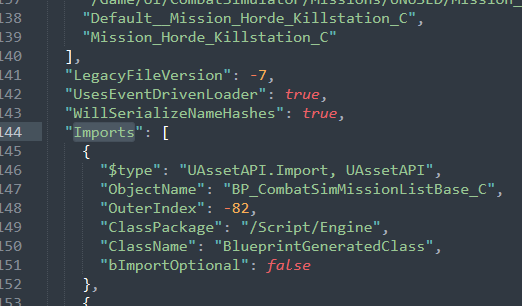 137 "/Game/UI/CombatSimulator/Missions/UNUSED/Mission_
138 "Default__Mission_Horde_Killstation_C",
139 "Mission_Horde_Killstation_C"
140 ],
141 "LegacyFileVersion": -7,
142 "UsesEventDrivenLoader": true,
143 "WillSerializeNameHashes": true,
144 "Imports": [
145 {
146 "$type": "UAssetAPI.Import, UAssetAPI",
147 "ObjectName": "BP_CombatSimMissionListBase_C",
148 "OuterIndex": -82,
149 "ClassPackage": "/Script/Engine",
150 "ClassName": "BlueprintGeneratedClass",
151 "bImportOptional": false
152 },
153 {